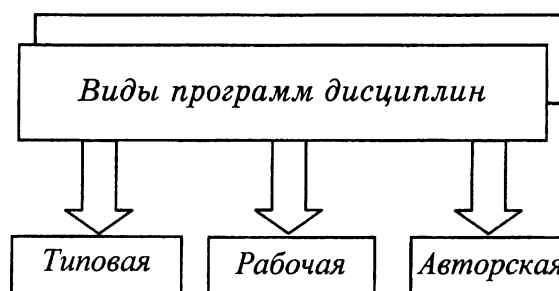 Виды программ дисциплин
Типовая
Рабочая
Авторская